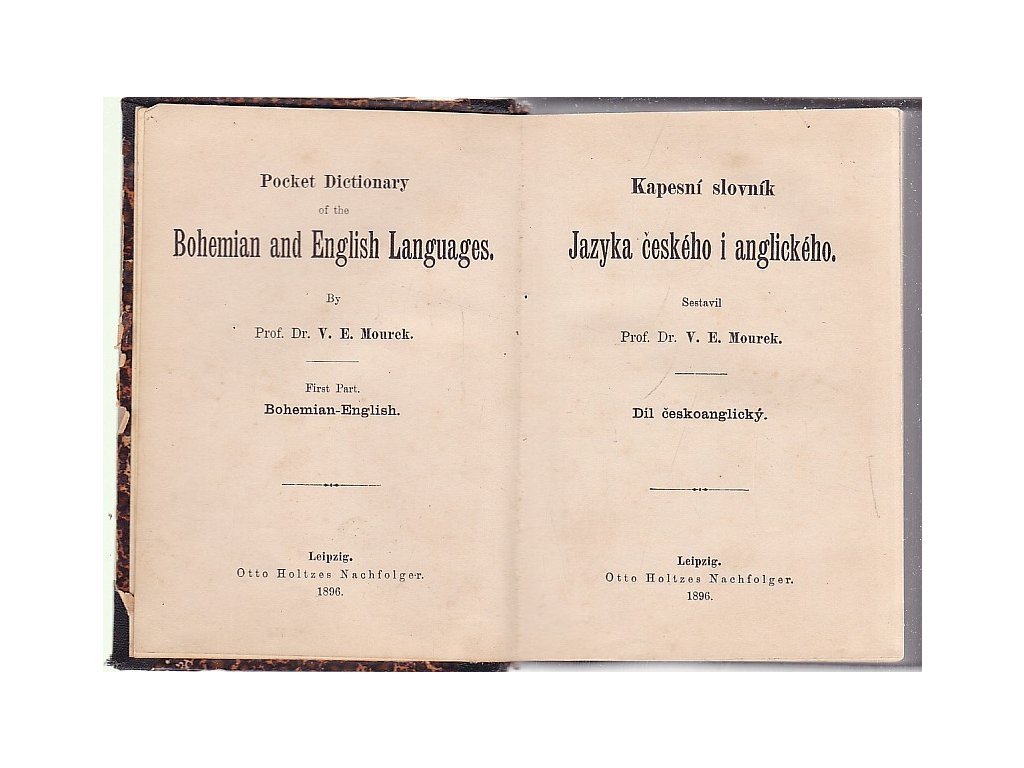 Pocket Dictionary
of the
Bohemian and English Languages.
By
Prof. Dr. V. E. Mourek.
First Part.
Bohemian-English.
Leipzig.
Otto Holtzes Nachfolger.
1896.
Kapesní slovník
Jazyka českého i anglického.
Sestavil
Prof. Dr. V. E. Mourek.
Díl českoanglický.
Leipzig.
Otto Holtzes Nachfolger.
1896.